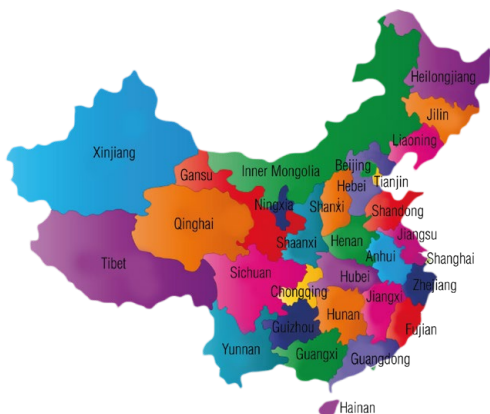 Heilongjiang
Jilin
Liaoning
Xinjiang
Inner Mongolia
Beijing
Gansu
Tianjin
Hebei
Ningxia
Shanxi
Shandong
Qinghai
Jiangsu
Shaanxi
Henan
Anhui
Shanghai
Tibet
Sichuan
Hubei
Zhejiang
Chongqing
Jiangxi
Hunan
Guizhou
Fujian
Yunnan
Guangxi
Guangdong
Hainan